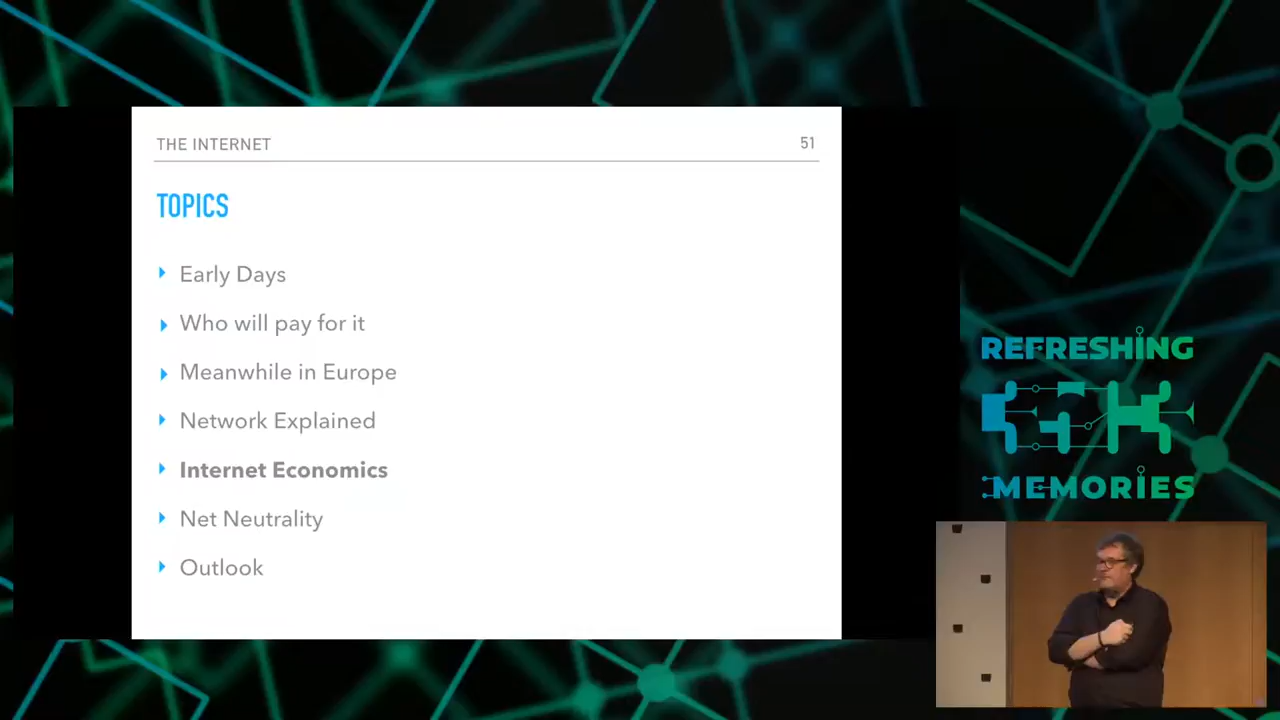 THE INTERNET 51
TOPICS
Early Days
Who will pay for it
Meanwhile in Europe
Network Explained
Internet Economics
Net Neutrality
Outlook
REFRESHING
MEMORIES